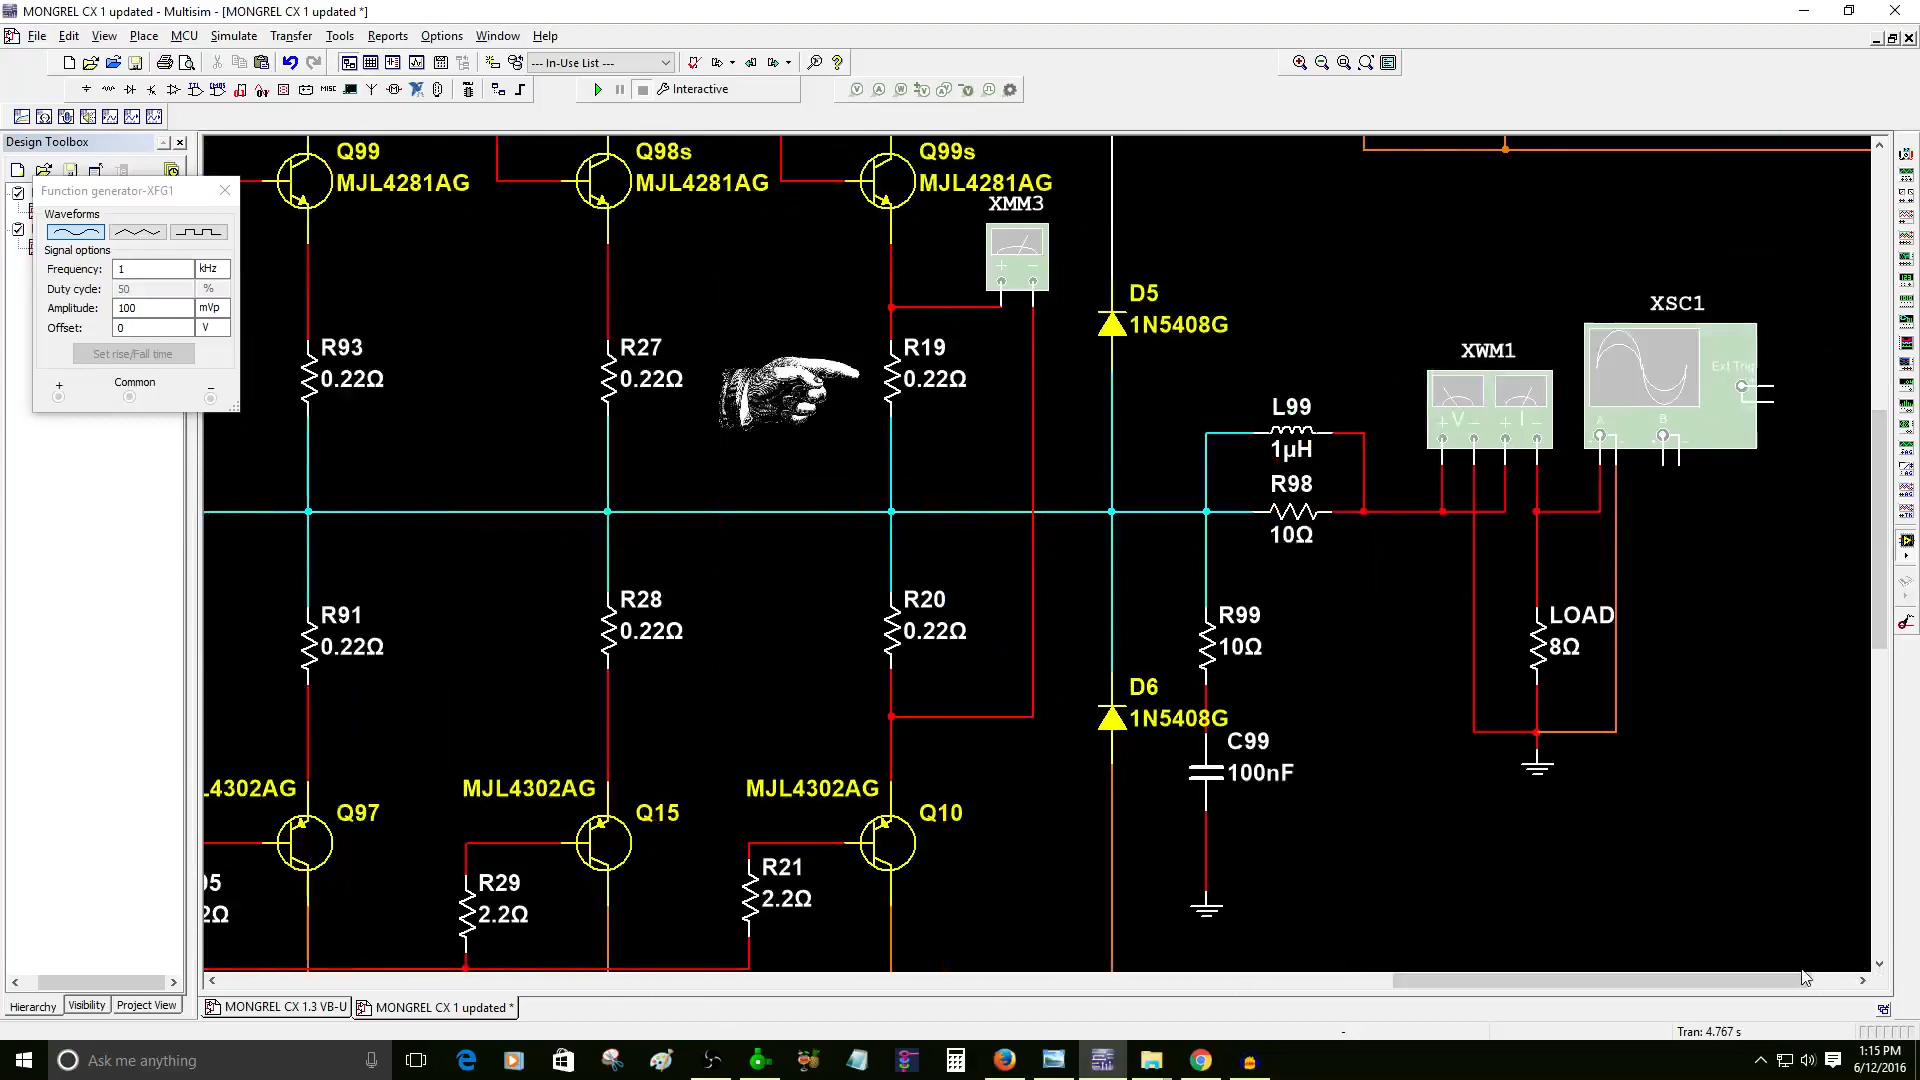 MONGREL CX 1 updated - Multisim - [MONGREL CX 1 updated *]
File Edit View Place MCU Simulate Transfer Tools Reports Options Window Help
--- In-Use List ---
Interactive
Design Toolbox
Function generator-XFG1
Waveforms
Signal options
Frequency: 1 kHz
Duty cycle: 50 %
Amplitude: 100 mVp
Offset: 0 V
Set rise/Fall time
+ Common -
Q99
MJL4281AG
Q98s
MJL4281AG
Q99s
MJL4281AG
XMM3
D5
1N5408G
XSC1
Ext Trig
A
B
XWM1
V I
R93
0.22Ω
R27
0.22Ω
R19
0.22Ω
L99
1µH
R98
10Ω
R91
0.22Ω
R28
0.22Ω
R20
0.22Ω
R99
10Ω
LOAD
8Ω
D6
1N5408G
C99
100nF
L4302AG
Q97
MJL4302AG
Q15
MJL4302AG
Q10
R29
2.2Ω
R21
2.2Ω
Hierarchy Visibility Project View
MONGREL CX 1.3 VB-U
MONGREL CX 1 updated *
Tran: 4.767 s
Ask me anything
1:15 PM
6/12/2016